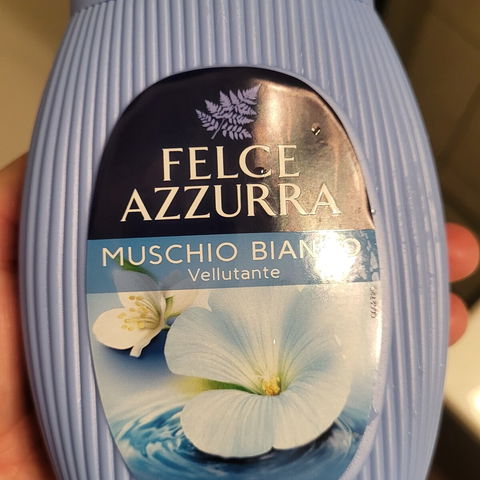 FELCE
AZZURRA
MUSCHIO BIANCO
Vellutante